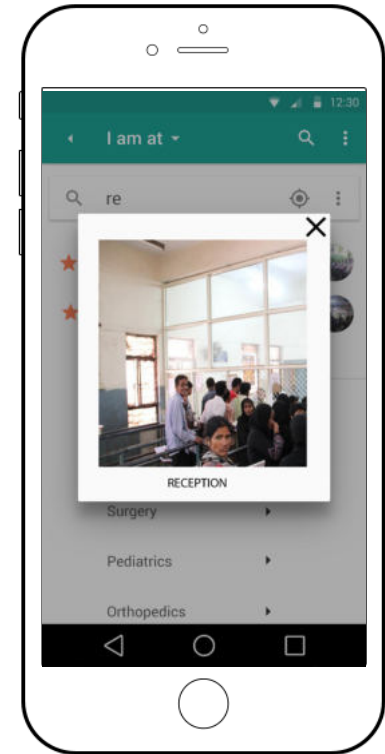 12:30
I am at
re
RECEPTION
Surgery
Pediatrics
Orthopedics